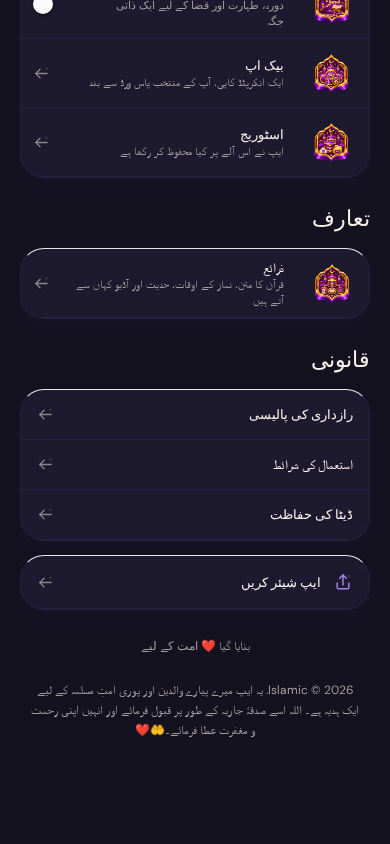 دورہ، طہارت اور قضا کے لیے ایک ذاتی
جگہ
بیک اپ
ایک انکرپٹڈ کاپی، آپ کے منتخب پاس ورڈ سے بند
اسٹوریج
ایپ نے اس آلے پر کیا محفوظ کر رکھا ہے
تعارف
ذرائع
قرآن کا متن، نماز کے اوقات، حدیث اور آڈیو کہاں سے
آتے ہیں
قانونی
رازداری کی پالیسی
استعمال کی شرائط
ڈیٹا کی حفاظت
ایپ شیئر کریں
بنایا گیا ❤️ امت کے لیے
2026 © Islamic. یہ ایپ میرے پیارے والدین اور پوری امتِ مسلمہ کے لیے
ایک ہدیہ ہے۔ اللہ اسے صدقۂ جاریہ کے طور پر قبول فرمائے اور انہیں اپنی رحمت
و مغفرت عطا فرمائے۔🤲❤️